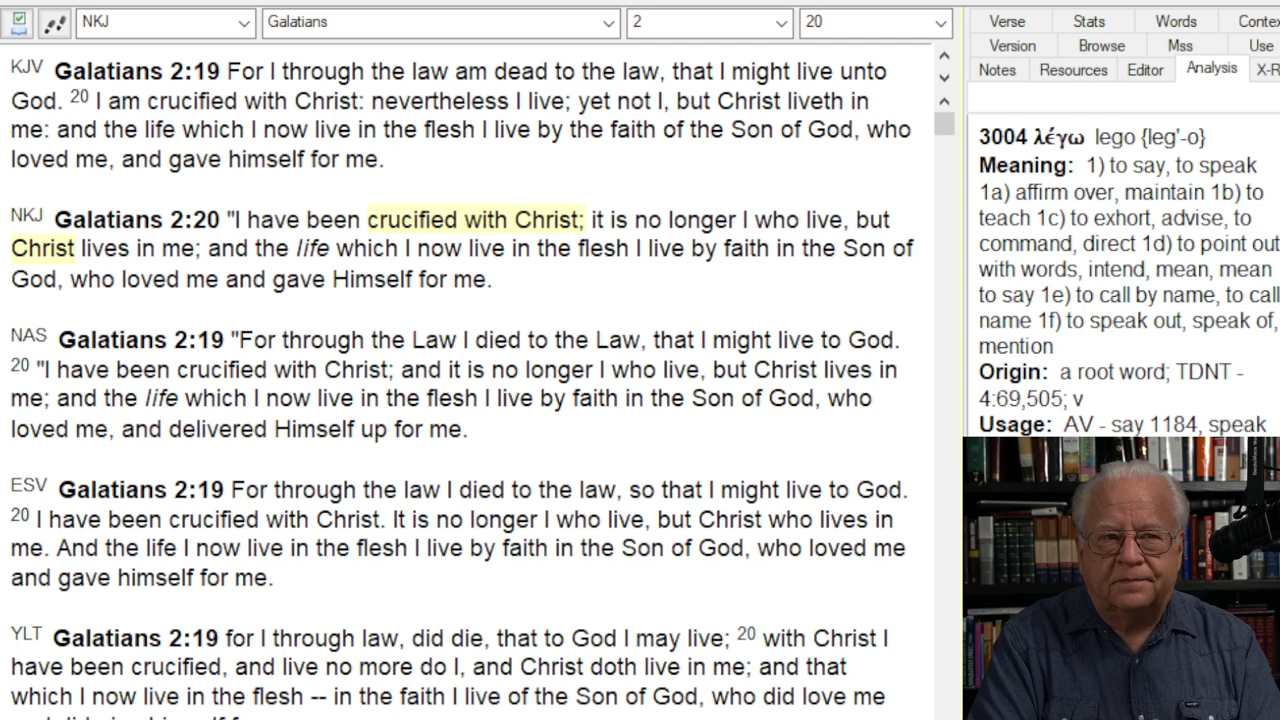 NKJ Galatians 2 20
KJV Galatians 2:19 For I through the law am dead to the law, that I might live unto
God. 20 I am crucified with Christ: nevertheless I live; yet not I, but Christ liveth in
me: and the life which I now live in the flesh I live by the faith of the Son of God, who
loved me, and gave himself for me.
NKJ Galatians 2:20 "I have been crucified with Christ; it is no longer I who live, but
Christ lives in me; and the life which I now live in the flesh I live by faith in the Son of
God, who loved me and gave Himself for me.
NAS Galatians 2:19 "For through the Law I died to the Law, that I might live to God.
20 "I have been crucified with Christ; and it is no longer I who live, but Christ lives in
me; and the life which I now live in the flesh I live by faith in the Son of God, who
loved me, and delivered Himself up for me.
ESV Galatians 2:19 For through the law I died to the law, so that I might live to God.
20 I have been crucified with Christ. It is no longer I who live, but Christ who lives in
me. And the life I now live in the flesh I live by faith in the Son of God, who loved me
and gave himself for me.
YLT Galatians 2:19 for I through law, did die, that to God I may live; 20 with Christ I
have been crucified, and live no more do I, and Christ doth live in me; and that
which I now live in the flesh -- in the faith I live of the Son of God, who did love me
Verse Stats Words Contex
Version Browse Mss Use
Notes Resources Editor Analysis X-R
3004 λέγω lego {leg'-o}
Meaning: 1) to say, to speak
1a) affirm over, maintain 1b) to
teach 1c) to exhort, advise, to
command, direct 1d) to point out
with words, intend, mean, mean
to say 1e) to call by name, to call
name 1f) to speak out, speak of,
mention
Origin: a root word; TDNT -
4:69,505; v
Usage: AV - say 1184, speak